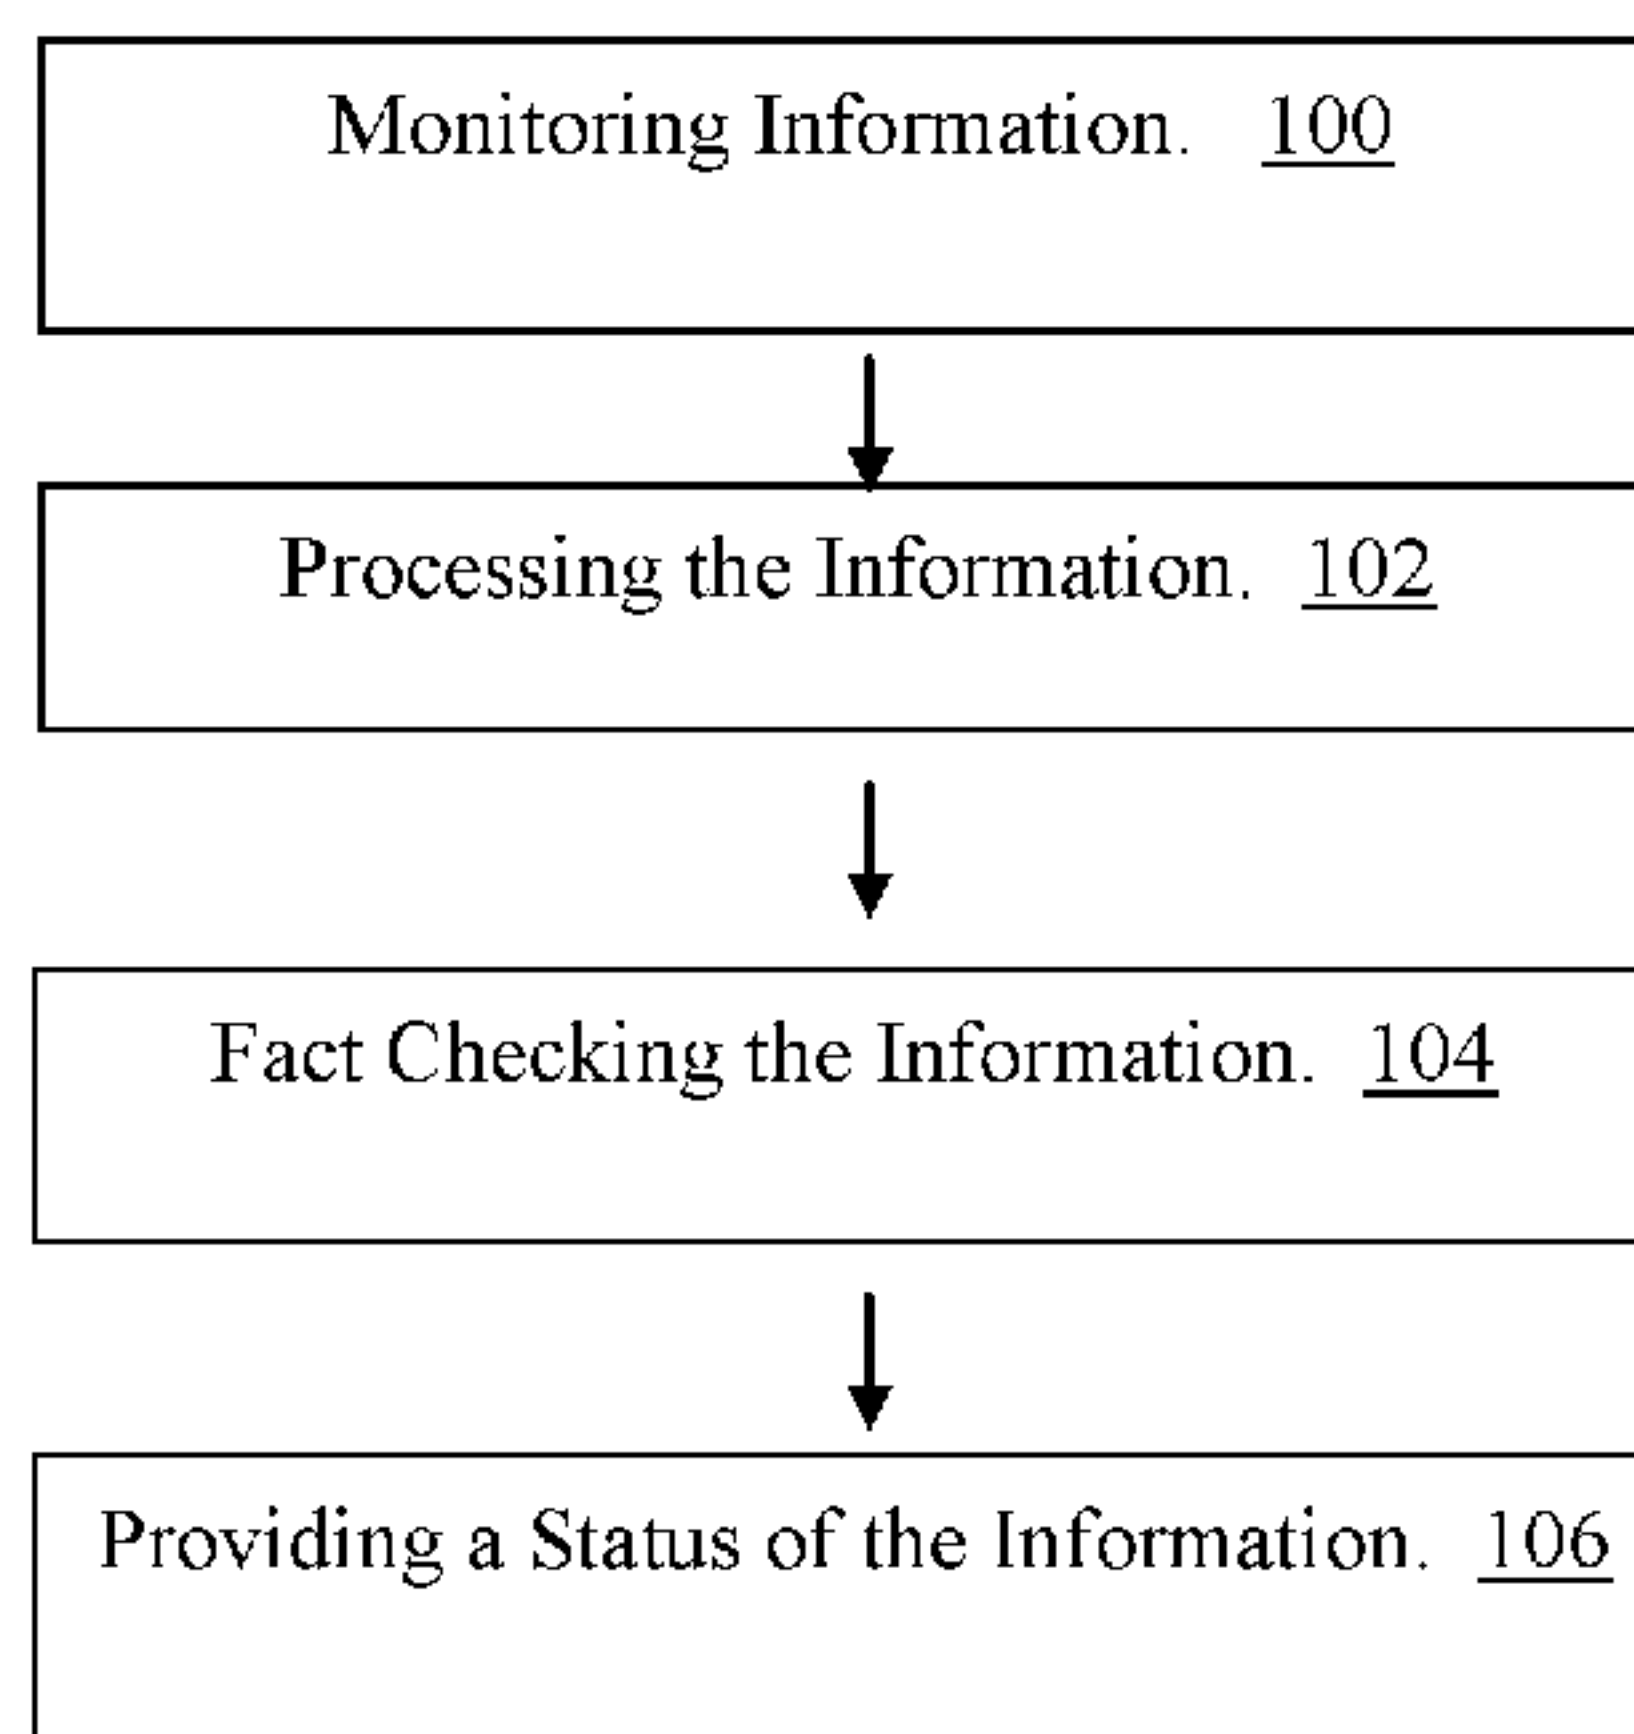 Monitoring Information. 100
Processing the Information. 102
Fact Checking the Information. 104
Providing a Status of the Information. 106